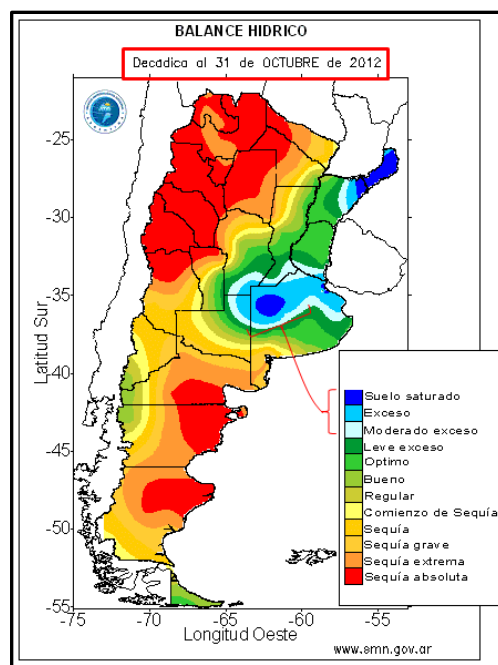 BALANCE HIDRICO
Decádica al 31 de OCTUBRE de 2012
-25
-30
-35
-40
-45
-50
-55
Latitud Sur
Suelo saturado
Exceso
Moderado exceso
Leve exceso
Optimo
Bueno
Regular
Comienzo de Sequía
Sequía
Sequía grave
Sequía extrema
Sequía absoluta
-75 -70 -65 -60 -55
Longitud Oeste
www.smn.gov.ar